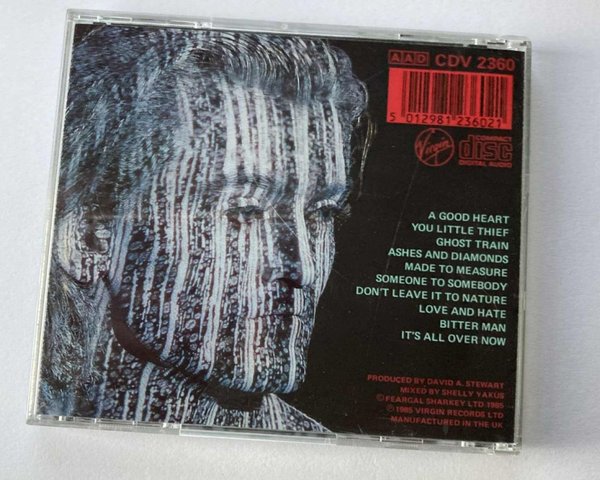 AAD CDV 2360
5 012981 236021
Virgin
COMPACT
disc
DIGITAL AUDIO
A GOOD HEART
YOU LITTLE THIEF
GHOST TRAIN
ASHES AND DIAMONDS
MADE TO MEASURE
SOMEONE TO SOMEBODY
DON'T LEAVE IT TO NATURE
LOVE AND HATE
BITTER MAN
IT'S ALL OVER NOW
PRODUCED BY DAVID A. STEWART
MIXED BY SHELLY YAKUS
© FEARGAL SHARKEY LTD 1985
℗ 1985 VIRGIN RECORDS LTD
MANUFACTURED IN THE UK